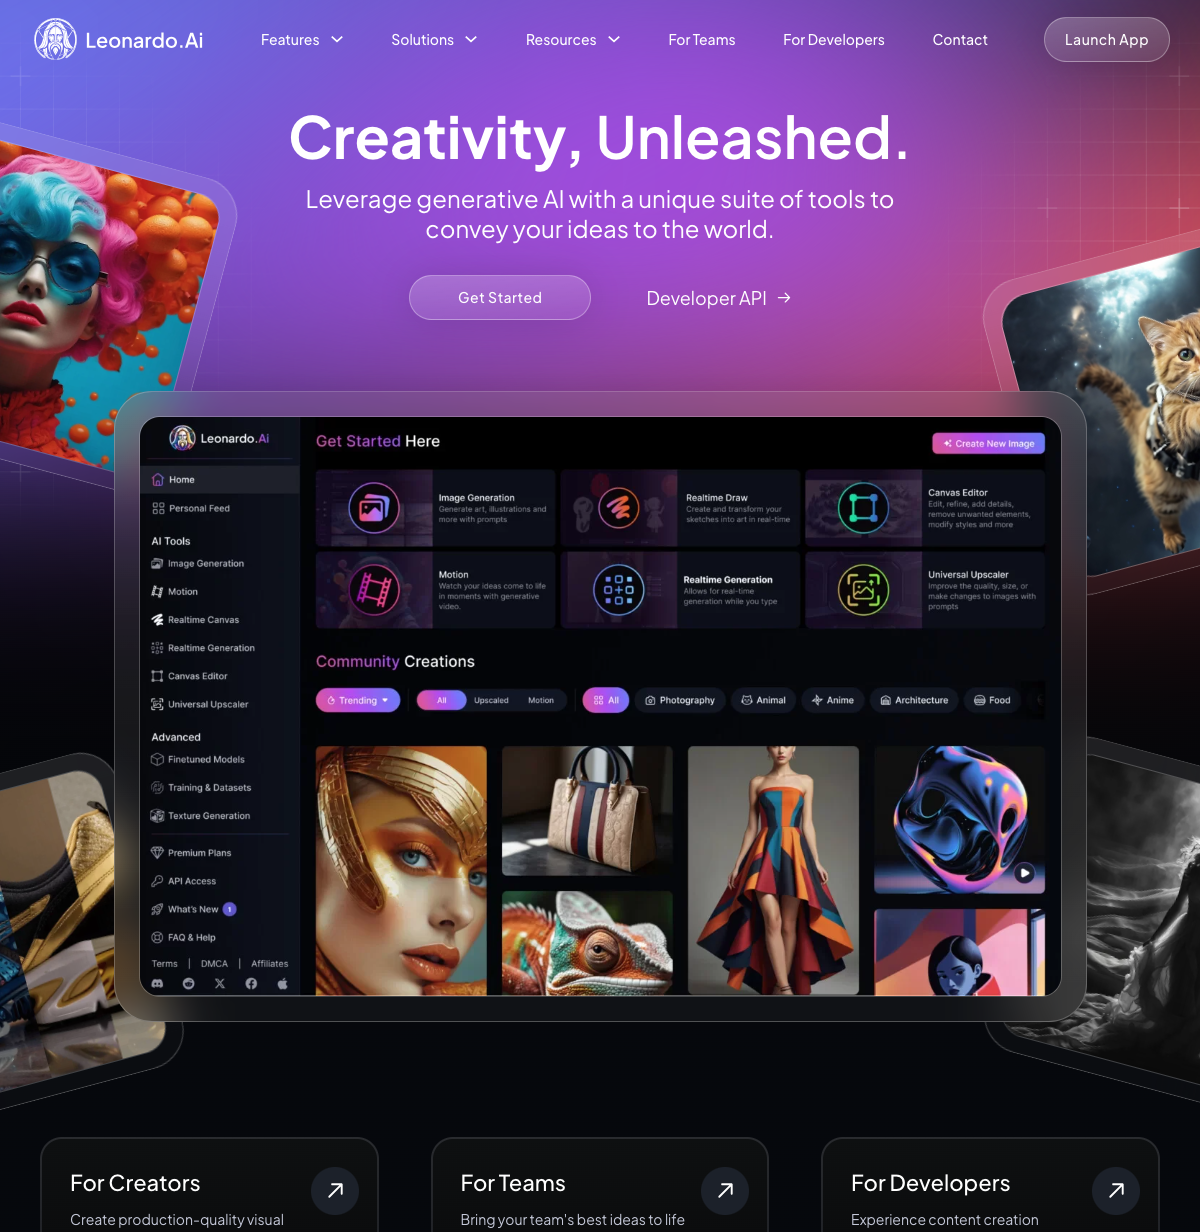 Leonardo.Ai
Features
Solutions
Resources
For Teams
For Developers
Contact
Launch App
Creativity, Unleashed.
Leverage generative AI with a unique suite of tools to
convey your ideas to the world.
Get Started
Developer API →
Leonardo.Ai
Home
Personal Feed
AI Tools
Image Generation
Motion
Realtime Canvas
Realtime Generation
Canvas Editor
Universal Upscaler
Advanced
Finetuned Models
Training & Datasets
Texture Generation
Premium Plans
API Access
What's New 1
FAQ & Help
Terms | DMCA | Affiliates
Get Started Here
Create New Image
Image Generation
Generate art, illustrations and
more with prompts
Realtime Draw
Create and transform your
sketches into art in real-time
Canvas Editor
Edit, refine, add details,
remove unwanted elements,
modify styles and more
Motion
Watch your ideas come to life
in moments with generative
video.
Realtime Generation
Allows for real-time
generation while you type
Universal Upscaler
Improve the quality, size, or
make changes to images with
prompts
Community Creations
Trending
All
Upscaled
Motion
All
Photography
Animal
Anime
Architecture
Food
For Creators
Create production-quality visual
For Teams
Bring your team's best ideas to life
For Developers
Experience content creation